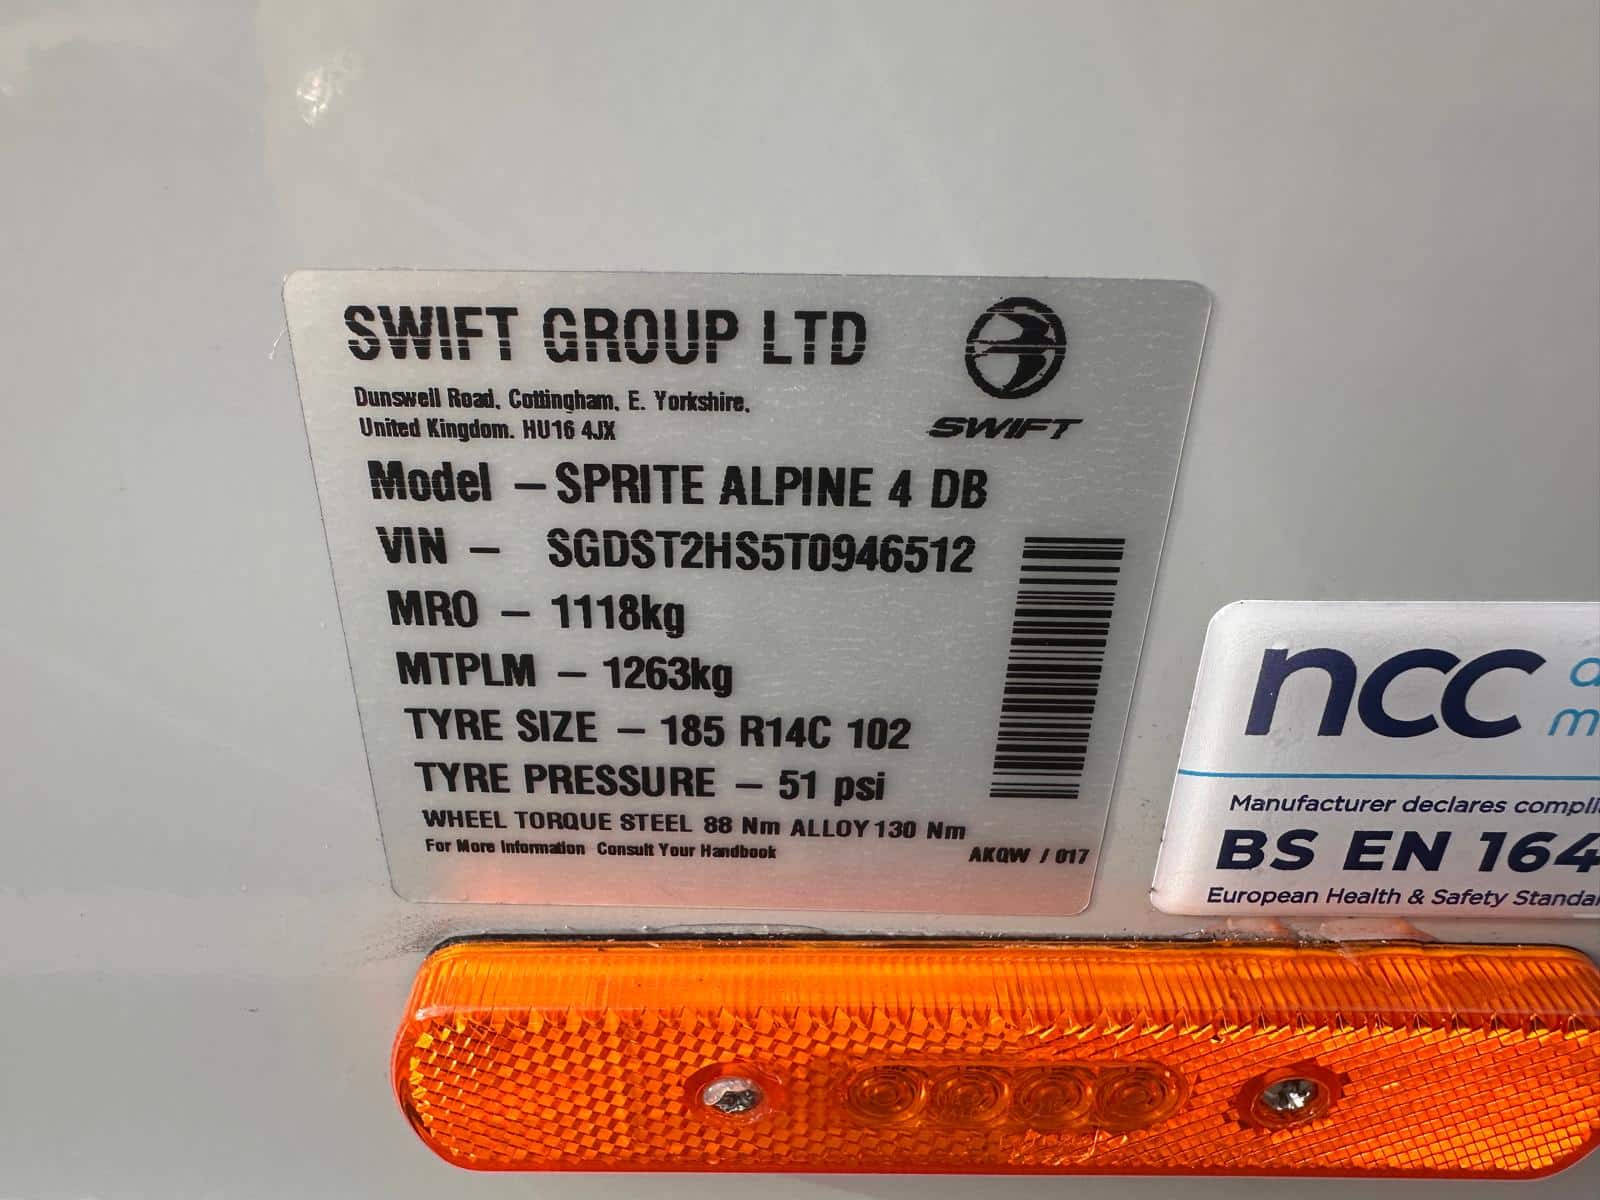 SWIFT GROUP LTD
Dunswell Road, Cottingham, E. Yorkshire,
United Kingdom. HU16 4JX
SWIFT
Model – SPRITE ALPINE 4 DB
VIN – SGDST2HS5T0946512
MRO – 1118kg
MTPLM – 1263kg
TYRE SIZE – 185 R14C 102
TYRE PRESSURE – 51 psi
WHEEL TORQUE STEEL 88 Nm ALLOY 130 Nm
For More Information Consult Your Handbook
AKQW / 017
ncc
Manufacturer declares
BS EN 164
European Health & Safety